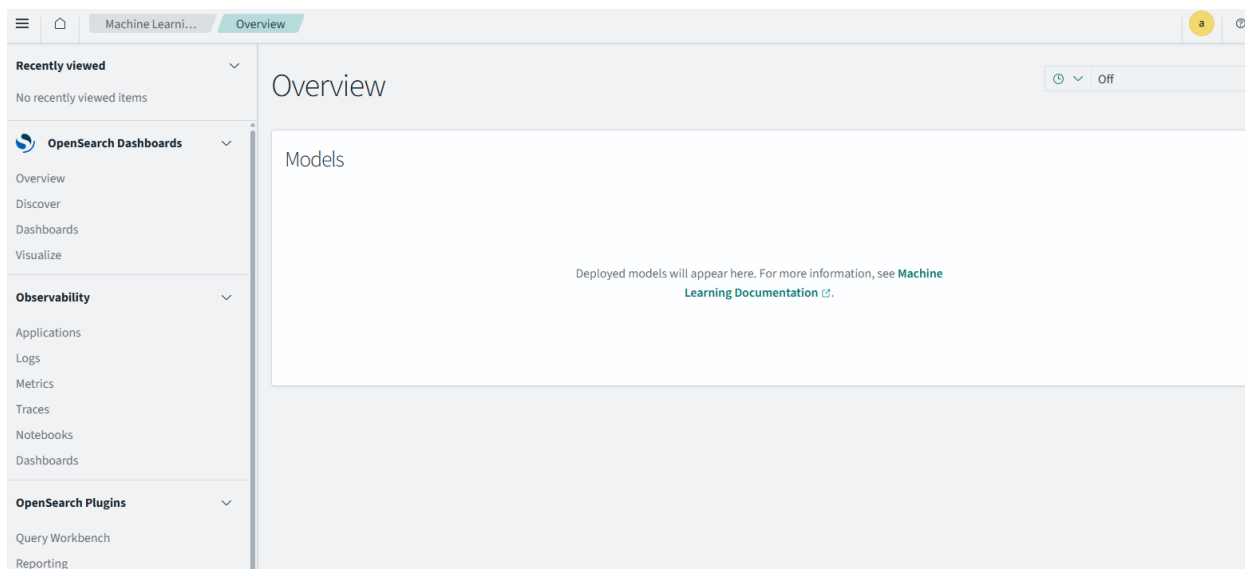 Machine Learni...
Overview
a
Recently viewed
No recently viewed items
OpenSearch Dashboards
Overview
Discover
Dashboards
Visualize
Observability
Applications
Logs
Metrics
Traces
Notebooks
Dashboards
OpenSearch Plugins
Query Workbench
Reporting
Overview
Off
Models
Deployed models will appear here. For more information, see Machine
Learning Documentation.